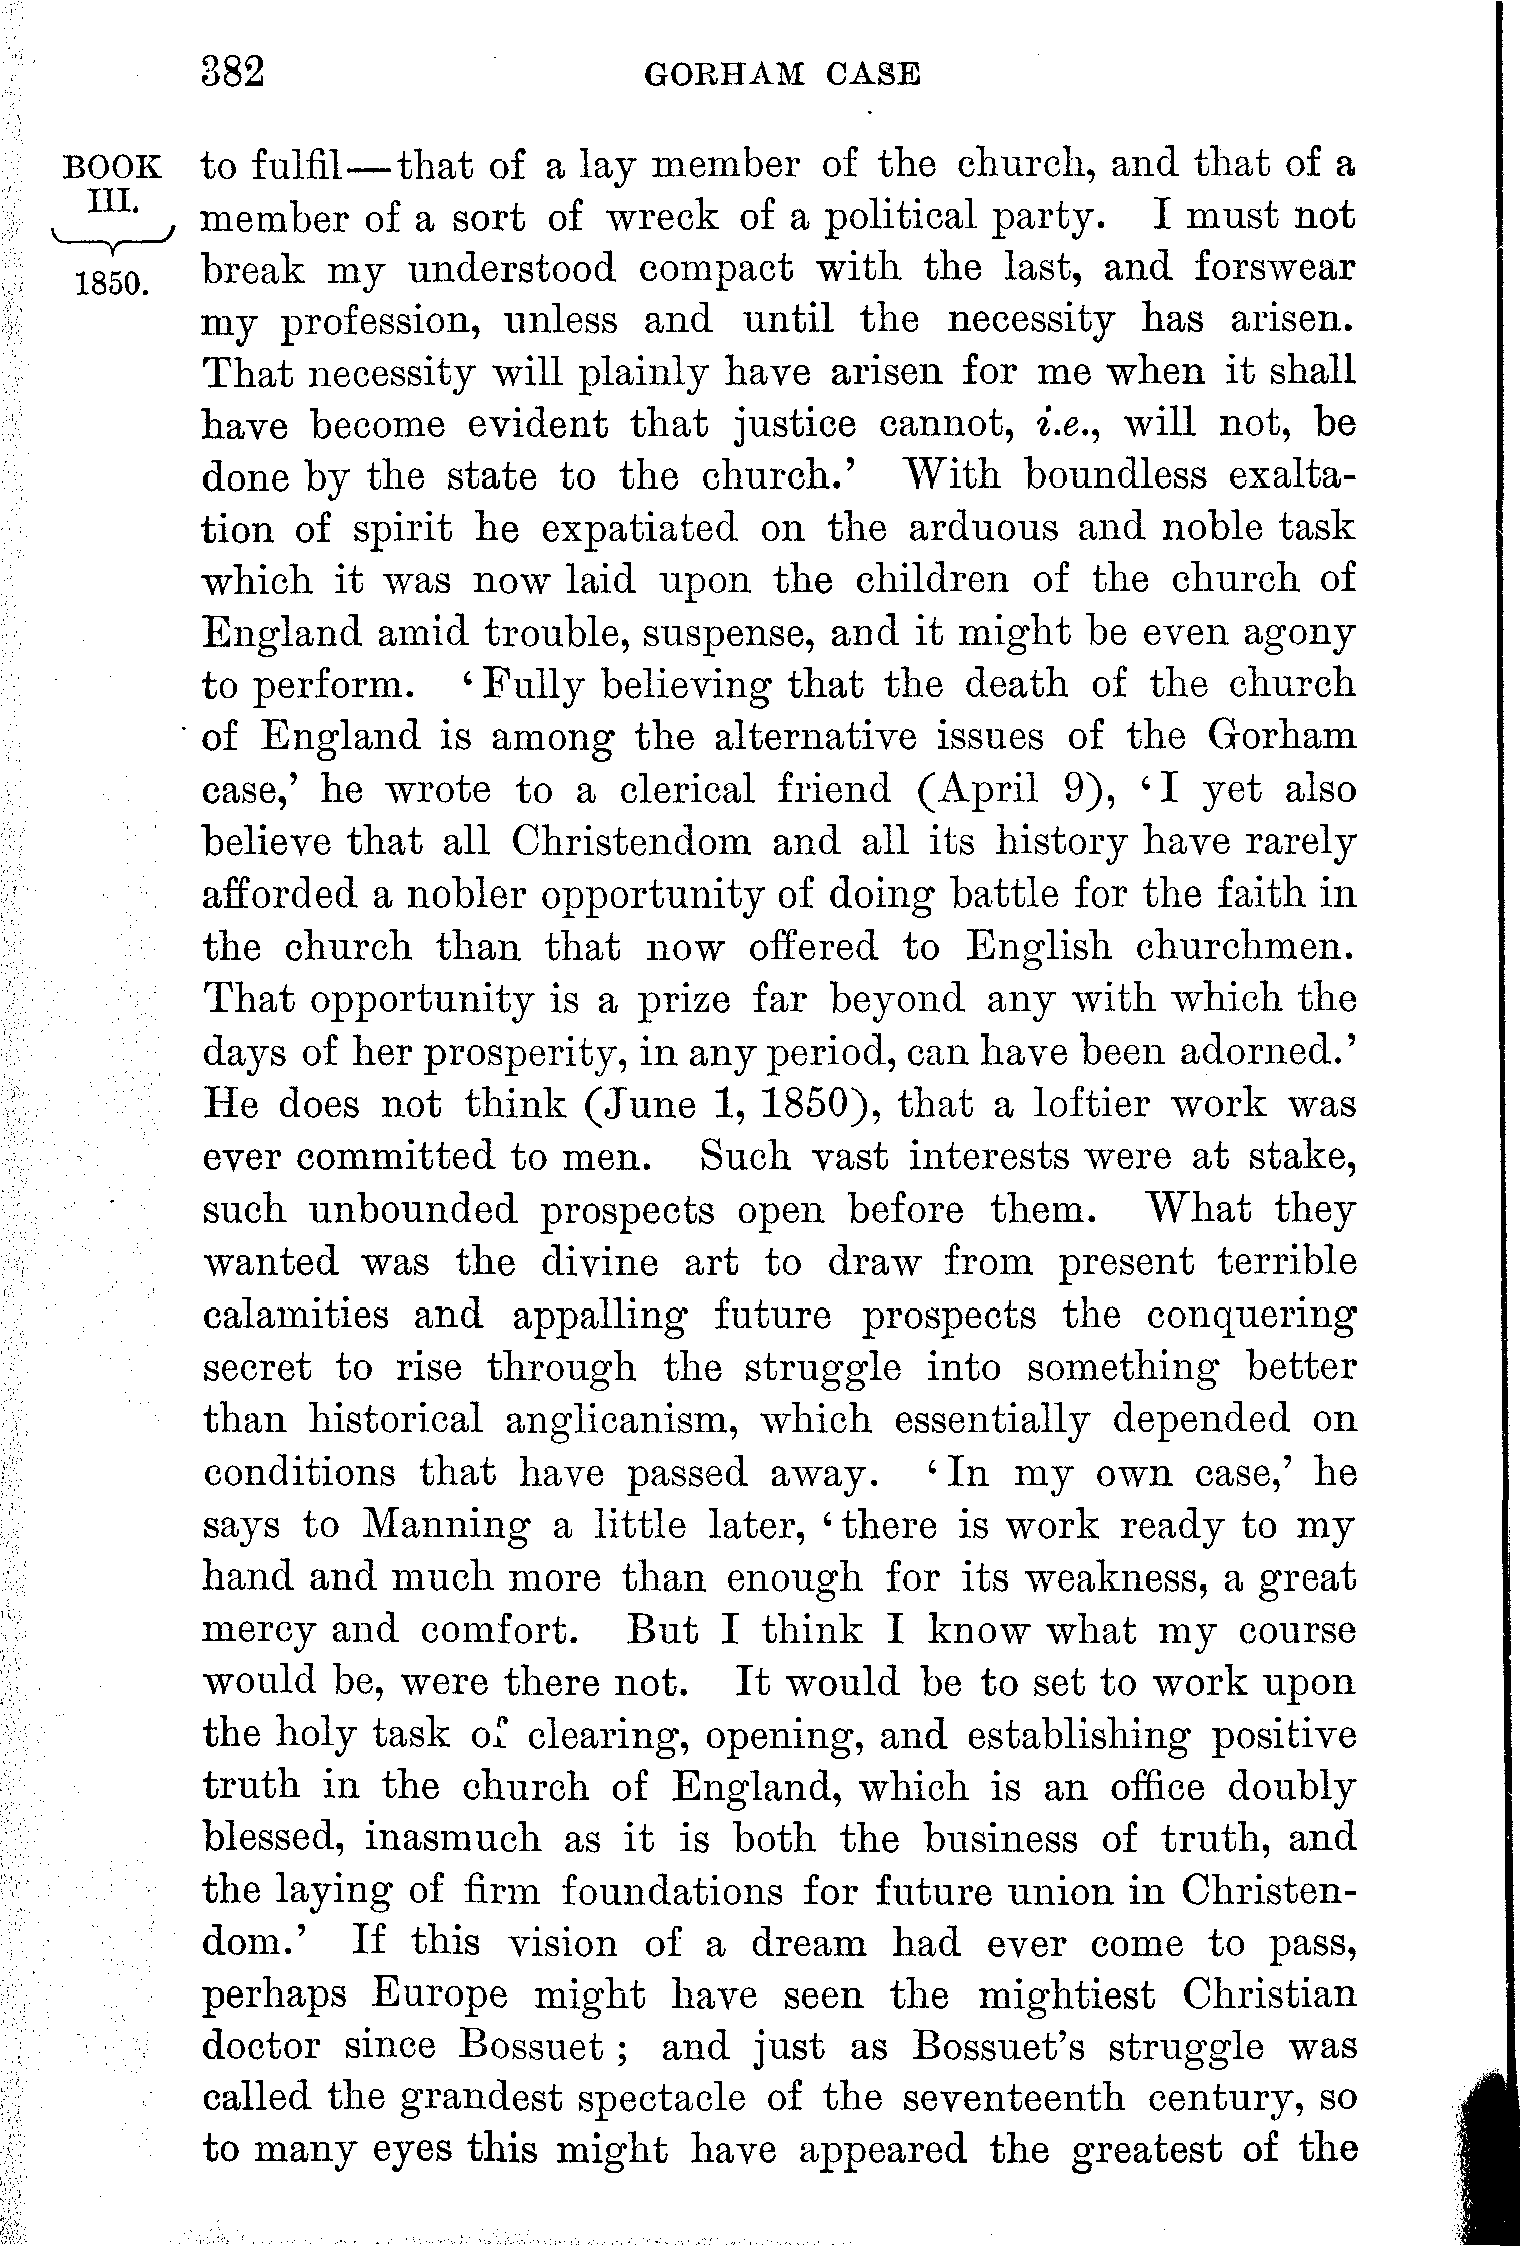 382
GORHAM CASE
BOOK
III.
1850.
to fulfil—that of a lay member of the church, and that of a
member of a sort of wreck of a political party. I must not
break my understood compact with the last, and forswear
my profession, unless and until the necessity has arisen.
That necessity will plainly have arisen for me when it shall
have become evident that justice cannot, i.e., will not, be
done by the state to the church.’ With boundless exalta-
tion of spirit he expatiated on the arduous and noble task
which it was now laid upon the children of the church of
England amid trouble, suspense, and it might be even agony
to perform. ‘Fully believing that the death of the church
of England is among the alternative issues of the Gorham
case,’ he wrote to a clerical friend (April 9), ‘I yet also
believe that all Christendom and all its history have rarely
afforded a nobler opportunity of doing battle for the faith in
the church than that now offered to English churchmen.
That opportunity is a prize far beyond any with which the
days of her prosperity, in any period, can have been adorned.’
He does not think (June 1, 1850), that a loftier work was
ever committed to men. Such vast interests were at stake,
such unbounded prospects open before them. What they
wanted was the divine art to draw from present terrible
calamities and appalling future prospects the conquering
secret to rise through the struggle into something better
than historical anglicanism, which essentially depended on
conditions that have passed away. ‘In my own case,’ he
says to Manning a little later, ‘there is work ready to my
hand and much more than enough for its weakness, a great
mercy and comfort. But I think I know what my course
would be, were there not. It would be to set to work upon
the holy task of clearing, opening, and establishing positive
truth in the church of England, which is an office doubly
blessed, inasmuch as it is both the business of truth, and
the laying of firm foundations for future union in Christen-
dom.’ If this vision of a dream had ever come to pass,
perhaps Europe might have seen the mightiest Christian
doctor since Bossuet; and just as Bossuet’s struggle was
called the grandest spectacle of the seventeenth century, so
to many eyes this might have appeared the greatest of the